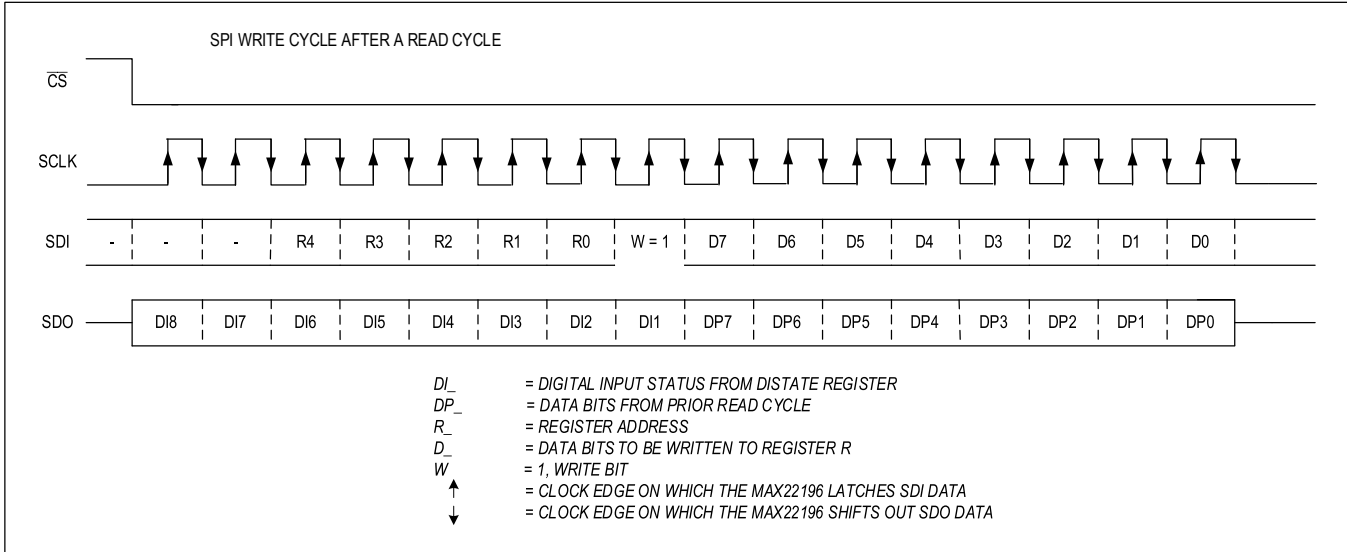 SPI WRITE CYCLE AFTER A READ CYCLE
CS
SCLK
SDI - - - R4 R3 R2 R1 R0 W = 1 D7 D6 D5 D4 D3 D2 D1 D0
SDO DI8 DI7 DI6 DI5 DI4 DI3 DI2 DI1 DP7 DP6 DP5 DP4 DP3 DP2 DP1 DP0
DI_ = DIGITAL INPUT STATUS FROM DISTATE REGISTER
DP_ = DATA BITS FROM PRIOR READ CYCLE
R_ = REGISTER ADDRESS
D_ = DATA BITS TO BE WRITTEN TO REGISTER R
W = 1, WRITE BIT
↑ = CLOCK EDGE ON WHICH THE MAX22196 LATCHES SDI DATA
↓ = CLOCK EDGE ON WHICH THE MAX22196 SHIFTS OUT SDO DATA